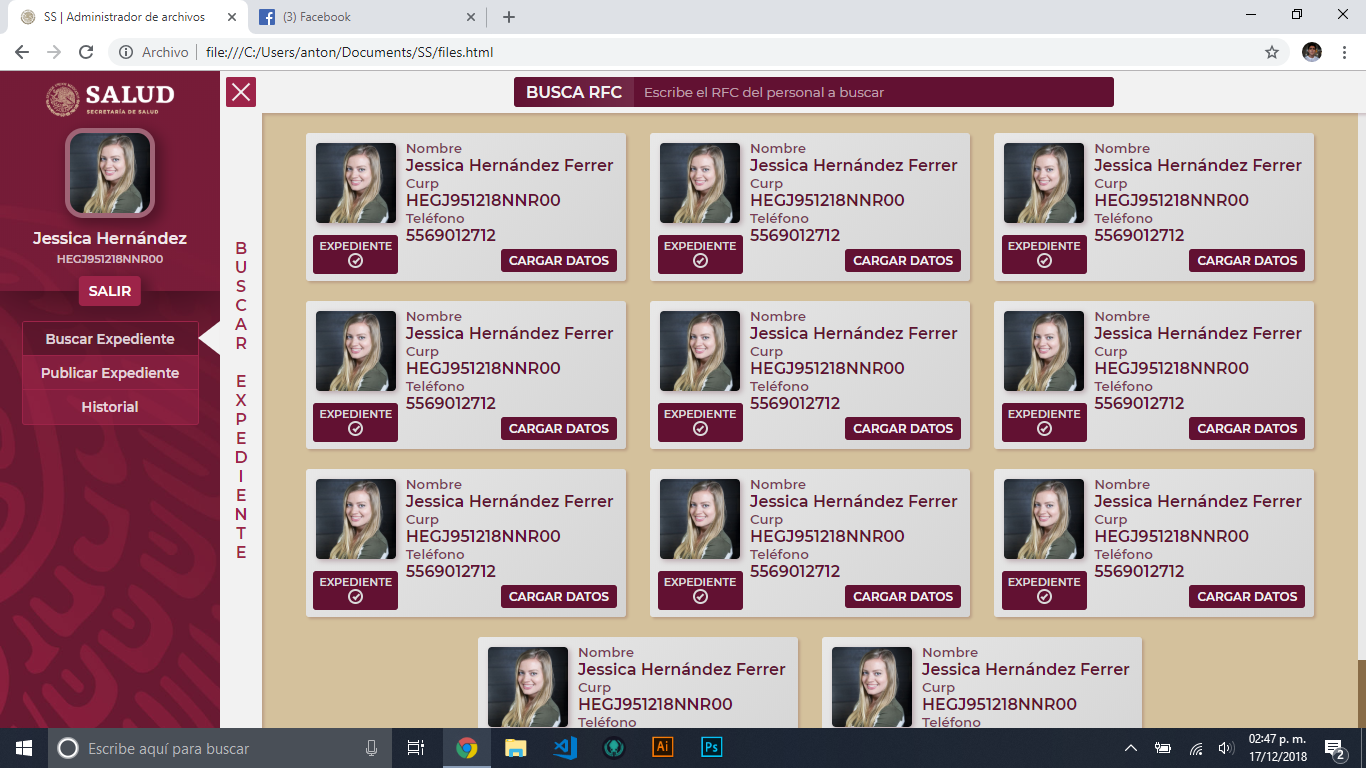 SS | Administrador de archivos
(3) Facebook
Archivo
file:///C:/Users/anton/Documents/SS/files.html
SALUD
SECRETARÍA DE SALUD
Jessica Hernández
HEGJ951218NNR00
SALIR
Buscar Expediente
Publicar Expediente
Historial
BUSCAR EXPEDIENTE
BUSCA RFC
Escribe el RFC del personal a buscar
Nombre
Jessica Hernández Ferrer
Curp
HEGJ951218NNR00
Teléfono
5569012712
EXPEDIENTE
CARGAR DATOS
Nombre
Jessica Hernández Ferrer
Curp
HEGJ951218NNR00
Teléfono
5569012712
EXPEDIENTE
CARGAR DATOS
Nombre
Jessica Hernández Ferrer
Curp
HEGJ951218NNR00
Teléfono
5569012712
EXPEDIENTE
CARGAR DATOS
Nombre
Jessica Hernández Ferrer
Curp
HEGJ951218NNR00
Teléfono
5569012712
EXPEDIENTE
CARGAR DATOS
Nombre
Jessica Hernández Ferrer
Curp
HEGJ951218NNR00
Teléfono
5569012712
EXPEDIENTE
CARGAR DATOS
Nombre
Jessica Hernández Ferrer
Curp
HEGJ951218NNR00
Teléfono
5569012712
EXPEDIENTE
CARGAR DATOS
Nombre
Jessica Hernández Ferrer
Curp
HEGJ951218NNR00
Teléfono
5569012712
EXPEDIENTE
CARGAR DATOS
Nombre
Jessica Hernández Ferrer
Curp
HEGJ951218NNR00
Teléfono
5569012712
EXPEDIENTE
CARGAR DATOS
Nombre
Jessica Hernández Ferrer
Curp
HEGJ951218NNR00
Teléfono
5569012712
EXPEDIENTE
CARGAR DATOS
Nombre
Jessica Hernández Ferrer
Curp
HEGJ951218NNR00
Teléfono
Nombre
Jessica Hernández Ferrer
Curp
HEGJ951218NNR00
Teléfono
Escribe aquí para buscar
Ai
Ps
02:47 p. m.
17/12/2018
2